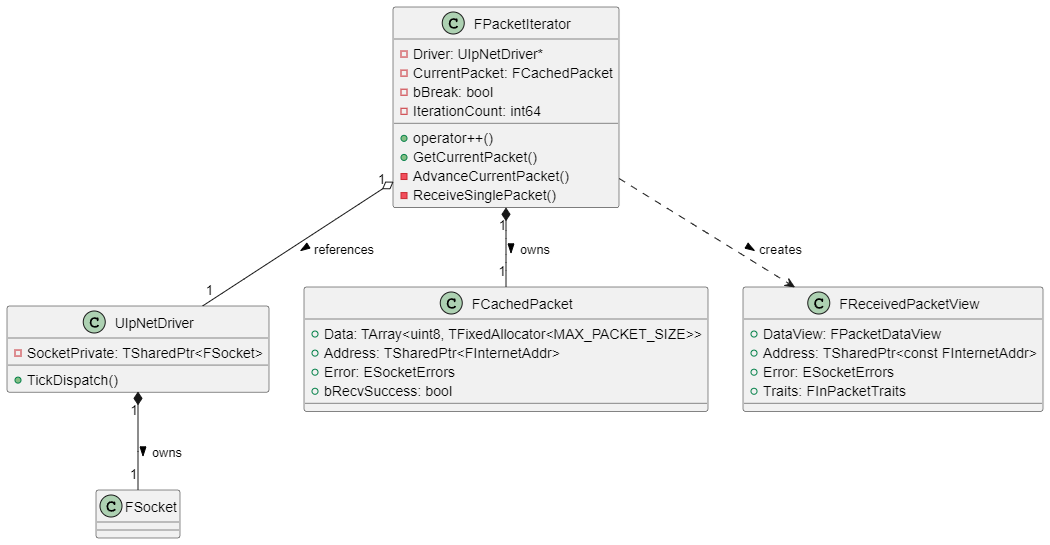 C FPacketIterator
Driver: UIpNetDriver*
CurrentPacket: FCachedPacket
bBreak: bool
IterationCount: int64
operator++()
GetCurrentPacket()
AdvanceCurrentPacket()
ReceiveSinglePacket()
1
1
references
owns
creates
1
1
C UIpNetDriver
SocketPrivate: TSharedPtr<FSocket>
TickDispatch()
C FCachedPacket
Data: TArray<uint8, TFixedAllocator<MAX_PACKET_SIZE>>
Address: TSharedPtr<FInternetAddr>
Error: ESocketErrors
bRecvSuccess: bool
C FReceivedPacketView
DataView: FPacketDataView
Address: TSharedPtr<const FInternetAddr>
Error: ESocketErrors
Traits: FInPacketTraits
1
owns
1
C FSocket